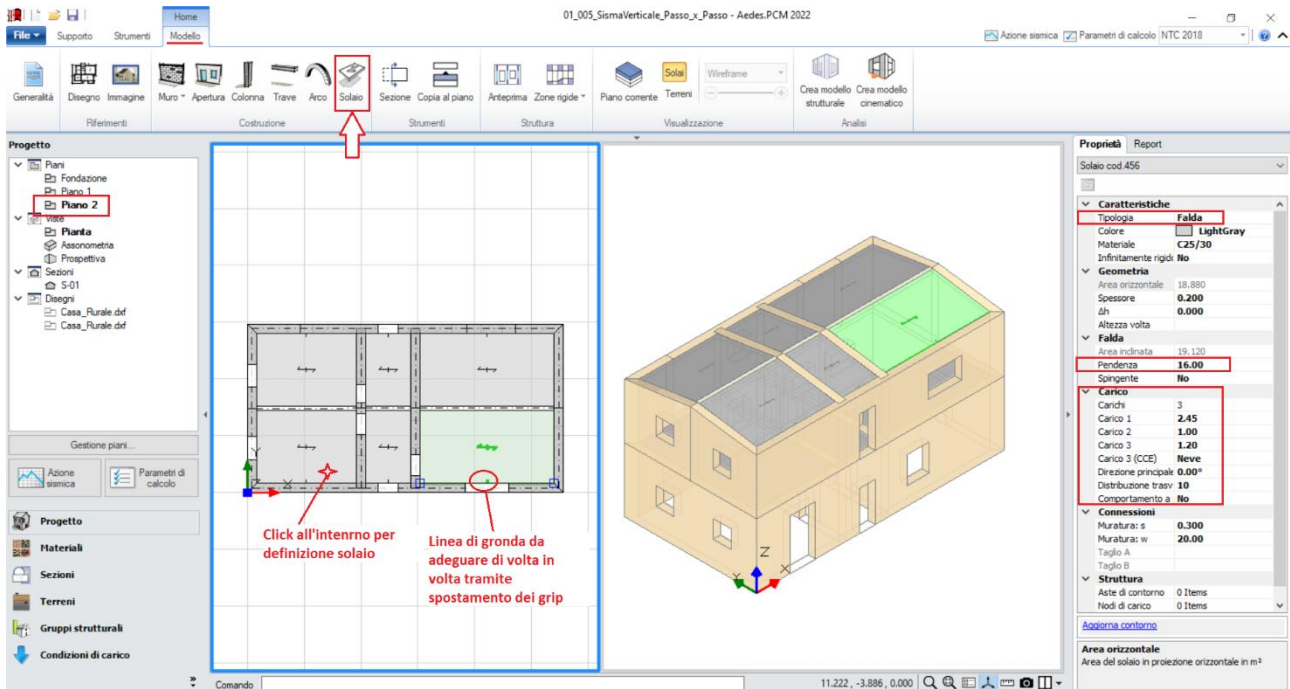 Home
01_005_SismaVerticale_Passo_x_Passo - Aedes.PCM 2022
File
Supporto
Strumenti
Modello
Azione sismica
Parametri di calcolo
NTC 2018
Generalità
Disegno
Immagine
Muro
Apertura
Colonna
Trave
Arco
Solaio
Sezione
Copia al piano
Anteprima
Zone rigide
Piano corrente
Solai
Terreni
Wireframe
Crea modello strutturale
Crea modello cinematico
Riferimenti
Costruzione
Strumenti
Struttura
Visualizzazione
Analisi
Progetto
Piani
Fondazione
Piano 1
Piano 2
Viste
Pianta
Assonometria
Prospettiva
Sezioni
S-01
Disegni
Casa_Rurale.dxf
Casa_Rurale.dxf
Gestione piani...
Azione sismica
Parametri di calcolo
Progetto
Materiali
Sezioni
Terreni
Gruppi strutturali
Condizioni di carico
Y
X
Click all'intenrno per
definizione solaio
Linea di gronda da
adeguare di volta in
volta tramite
spostamento dei grip
Z
Y
X
Comando
11.222 , -3.886 , 0.000
Proprietà
Report
Solaio cod.456
Caratteristiche
Tipologia Falda
Colore LightGray
Materiale C25/30
Infinitamente rigido No
Geometria
Area orizzontale 18.880
Spessore 0.200
Δh 0.000
Altezza volta
Falda
Area inclinata 19.120
Pendenza 16.00
Spingente No
Carico
Carichi 3
Carico 1 2.45
Carico 2 1.00
Carico 3 1.20
Carico 3 (CCE) Neve
Direzione principale 0.00°
Distribuzione trasv 10
Comportamento a No
Connessioni
Muratura: s 0.300
Muratura: w 20.00
Taglio A
Taglio B
Struttura
Aste di contorno 0 Items
Nodi di carico 0 Items
Aggiorna contorno
Area orizzontale
Area del solaio in proiezione orizzontale in m²